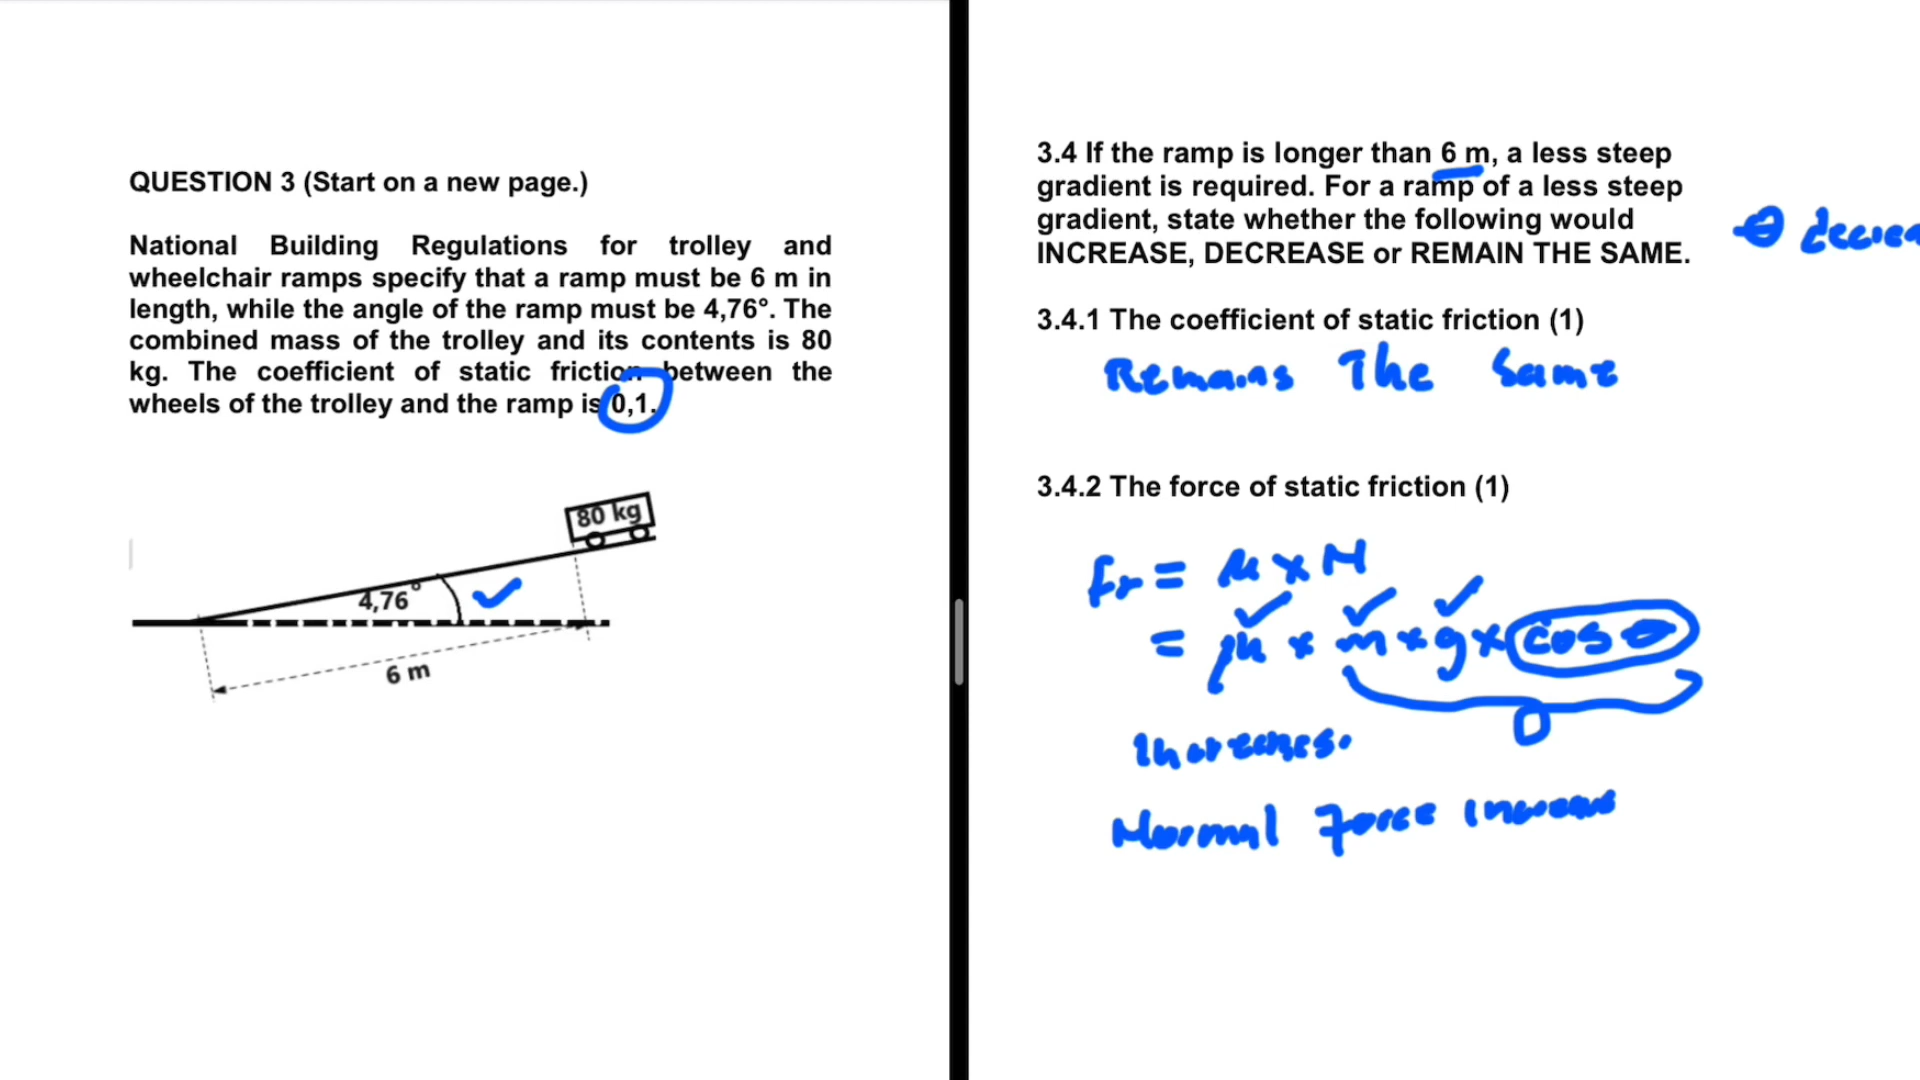 QUESTION 3 (Start on a new page.)
National Building Regulations for trolley and
wheelchair ramps specify that a ramp must be 6 m in
length, while the angle of the ramp must be 4,76°. The
combined mass of the trolley and its contents is 80
kg. The coefficient of static friction between the
wheels of the trolley and the ramp is 0,1.
80 kg
4,76°
6 m
3.4 If the ramp is longer than 6 m, a less steep
gradient is required. For a ramp of a less steep
gradient, state whether the following would
INCREASE, DECREASE or REMAIN THE SAME.
θ
3.4.1 The coefficient of static friction (1)
Remains The Same
3.4.2 The force of static friction (1)
fr = μ × N
= μ × m × g × cos θ
Normal Force